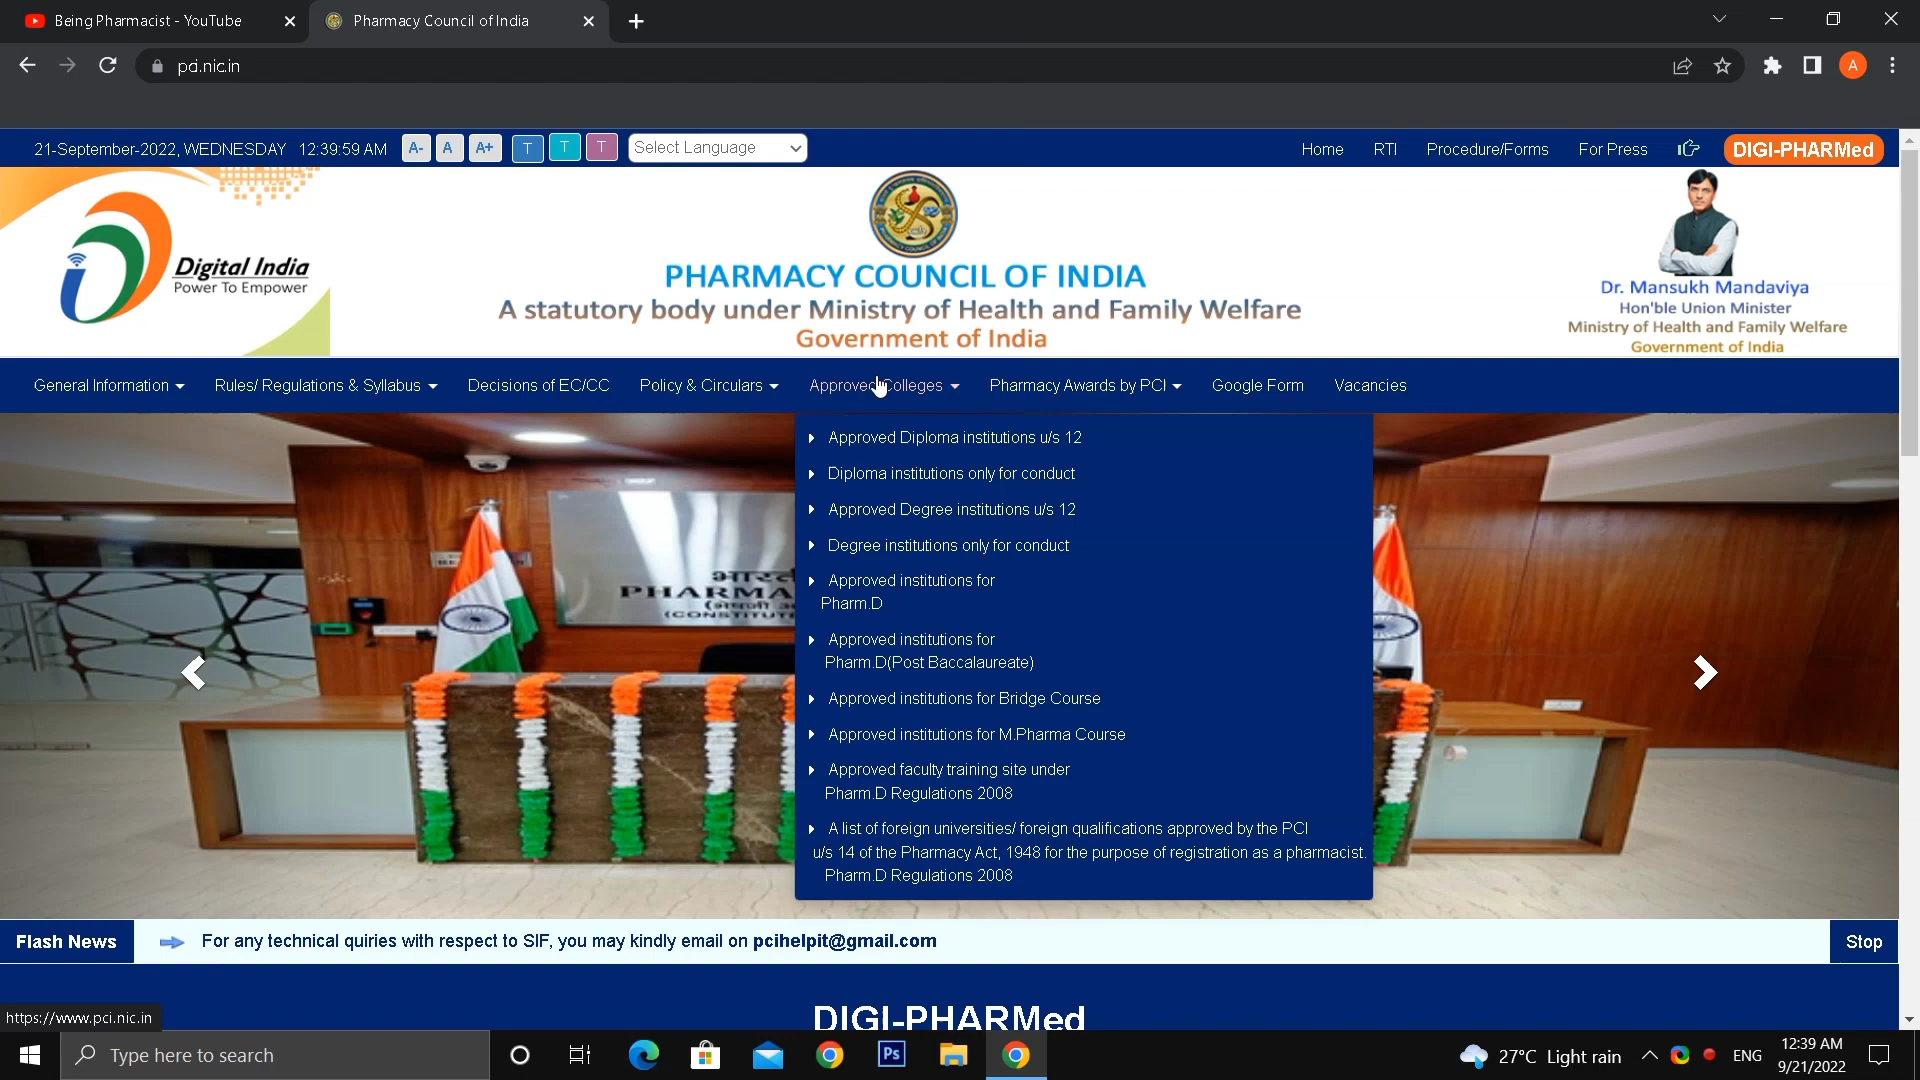 Being Pharmacist - YouTube
Pharmacy Council of India
pci.nic.in
A
21-September-2022, WEDNESDAY 12:39:59 AM
A- A A+ T T T
Select Language
Home RTI Procedure/Forms For Press DIGI-PHARMed
Digital India
Power To Empower
PHARMACY COUNCIL OF INDIA
A statutory body under Ministry of Health and Family Welfare
Government of India
Dr. Mansukh Mandaviya
Hon'ble Union Minister
Ministry of Health and Family Welfare
Government of India
General Information Rules/ Regulations & Syllabus Decisions of EC/CC Policy & Circulars Approved Colleges Pharmacy Awards by PCI Google Form Vacancies
Approved Diploma institutions u/s 12
Diploma institutions only for conduct
Approved Degree institutions u/s 12
Degree institutions only for conduct
Approved institutions for
Pharm.D
Approved institutions for
Pharm.D(Post Baccalaureate)
Approved institutions for Bridge Course
Approved institutions for M.Pharma Course
Approved faculty training site under
Pharm.D Regulations 2008
A list of foreign universities/ foreign qualifications approved by the PCI
u/s 14 of the Pharmacy Act, 1948 for the purpose of registration as a pharmacist.
Pharm.D Regulations 2008
PHARMA
(CONSTITUT
Flash News
For any technical quiries with respect to SIF, you may kindly email on pcihelpit@gmail.com
Stop
DIGI-PHARMed
https://www.pci.nic.in
Type here to search
Ps
27°C Light rain
ENG
12:39 AM
9/21/2022